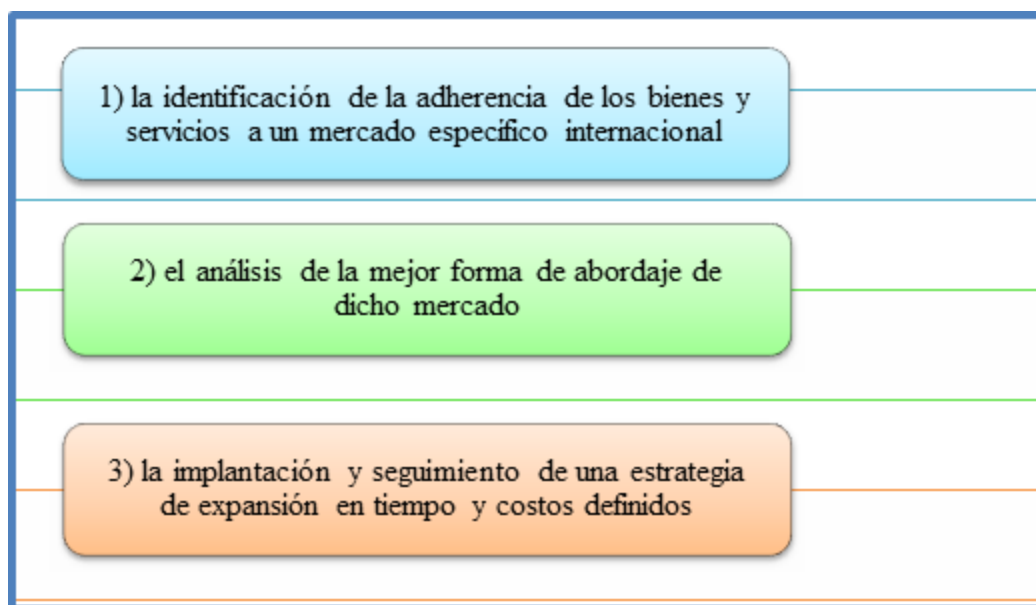 1) la identificación de la adherencia de los bienes y
servicios a un mercado específico internacional
2) el análisis de la mejor forma de abordaje de
dicho mercado
3) la implantación y seguimiento de una estrategia
de expansión en tiempo y costos definidos